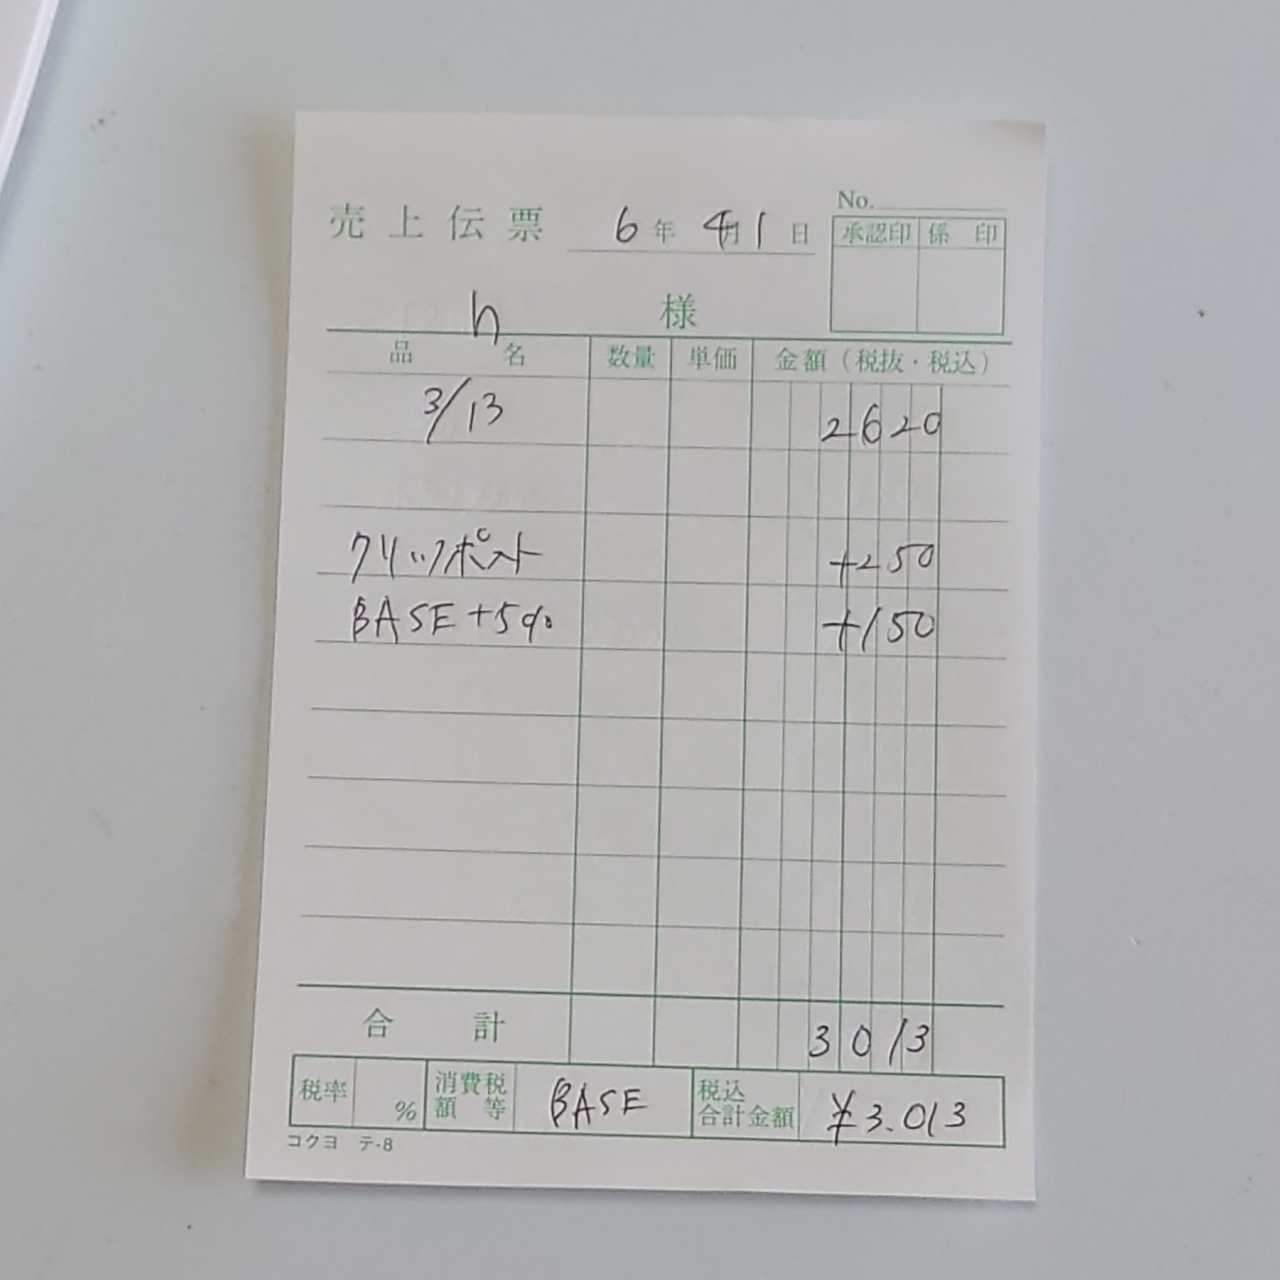 No.
売上伝票 6年4月1日
承認印 係印
h 様
品名 数量 単価 金額(税抜・税込)
3/13 2620
クリックポスト +250
BASE+5% +150
合計 3013
税率 % 消費税額等 BASE 税込合計金額 ¥3.013
コクヨ テ-8